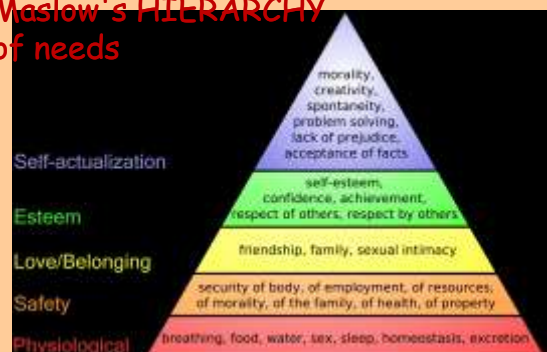 Maslow's HIERARCHY
of needs
morality,
creativity,
spontaneity,
problem solving,
lack of prejudice,
acceptance of facts
Self-actualization
self-esteem,
confidence, achievement,
respect of others, respect by others
Esteem
friendship, family, sexual intimacy
Love/Belonging
security of body, of employment, of resources,
of morality, of the family, of health, of property
Safety
breathing, food, water, sex, sleep, homeostasis, excretion
Physiological